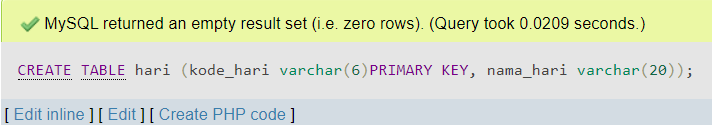 MySQL returned an empty result set (i.e. zero rows). (Query took 0.0209 seconds.)
CREATE TABLE hari (kode_hari varchar(6)PRIMARY KEY, nama_hari varchar(20));
[ Edit inline ] [ Edit ] [ Create PHP code ]